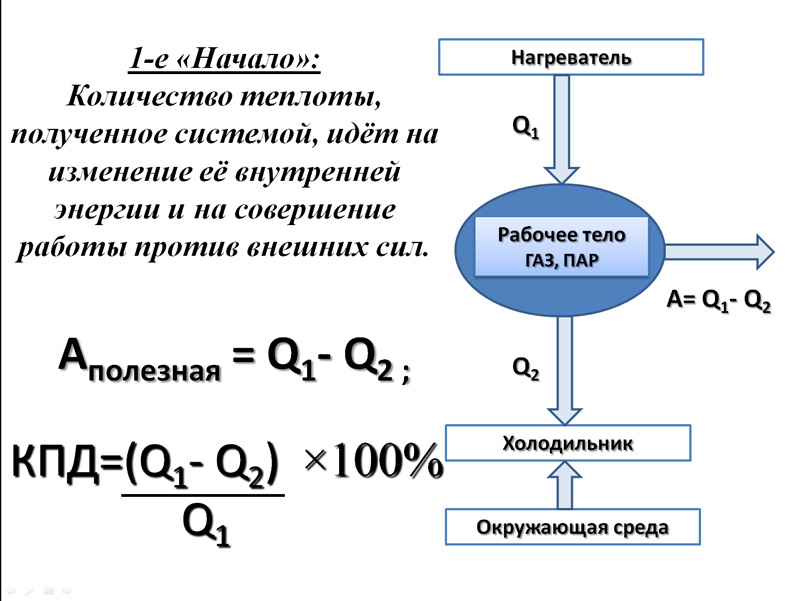 1-е «Начало»:
Количество теплоты,
полученное системой, идёт на
изменение её внутренней
энергии и на совершение
работы против внешних сил.
Aполезная = Q1- Q2 ;
КПД=(Q1- Q2) ×100%
Q1
Нагреватель
Q1
Рабочее тело
ГАЗ, ПАР
A= Q1- Q2
Q2
Холодильник
Окружающая среда